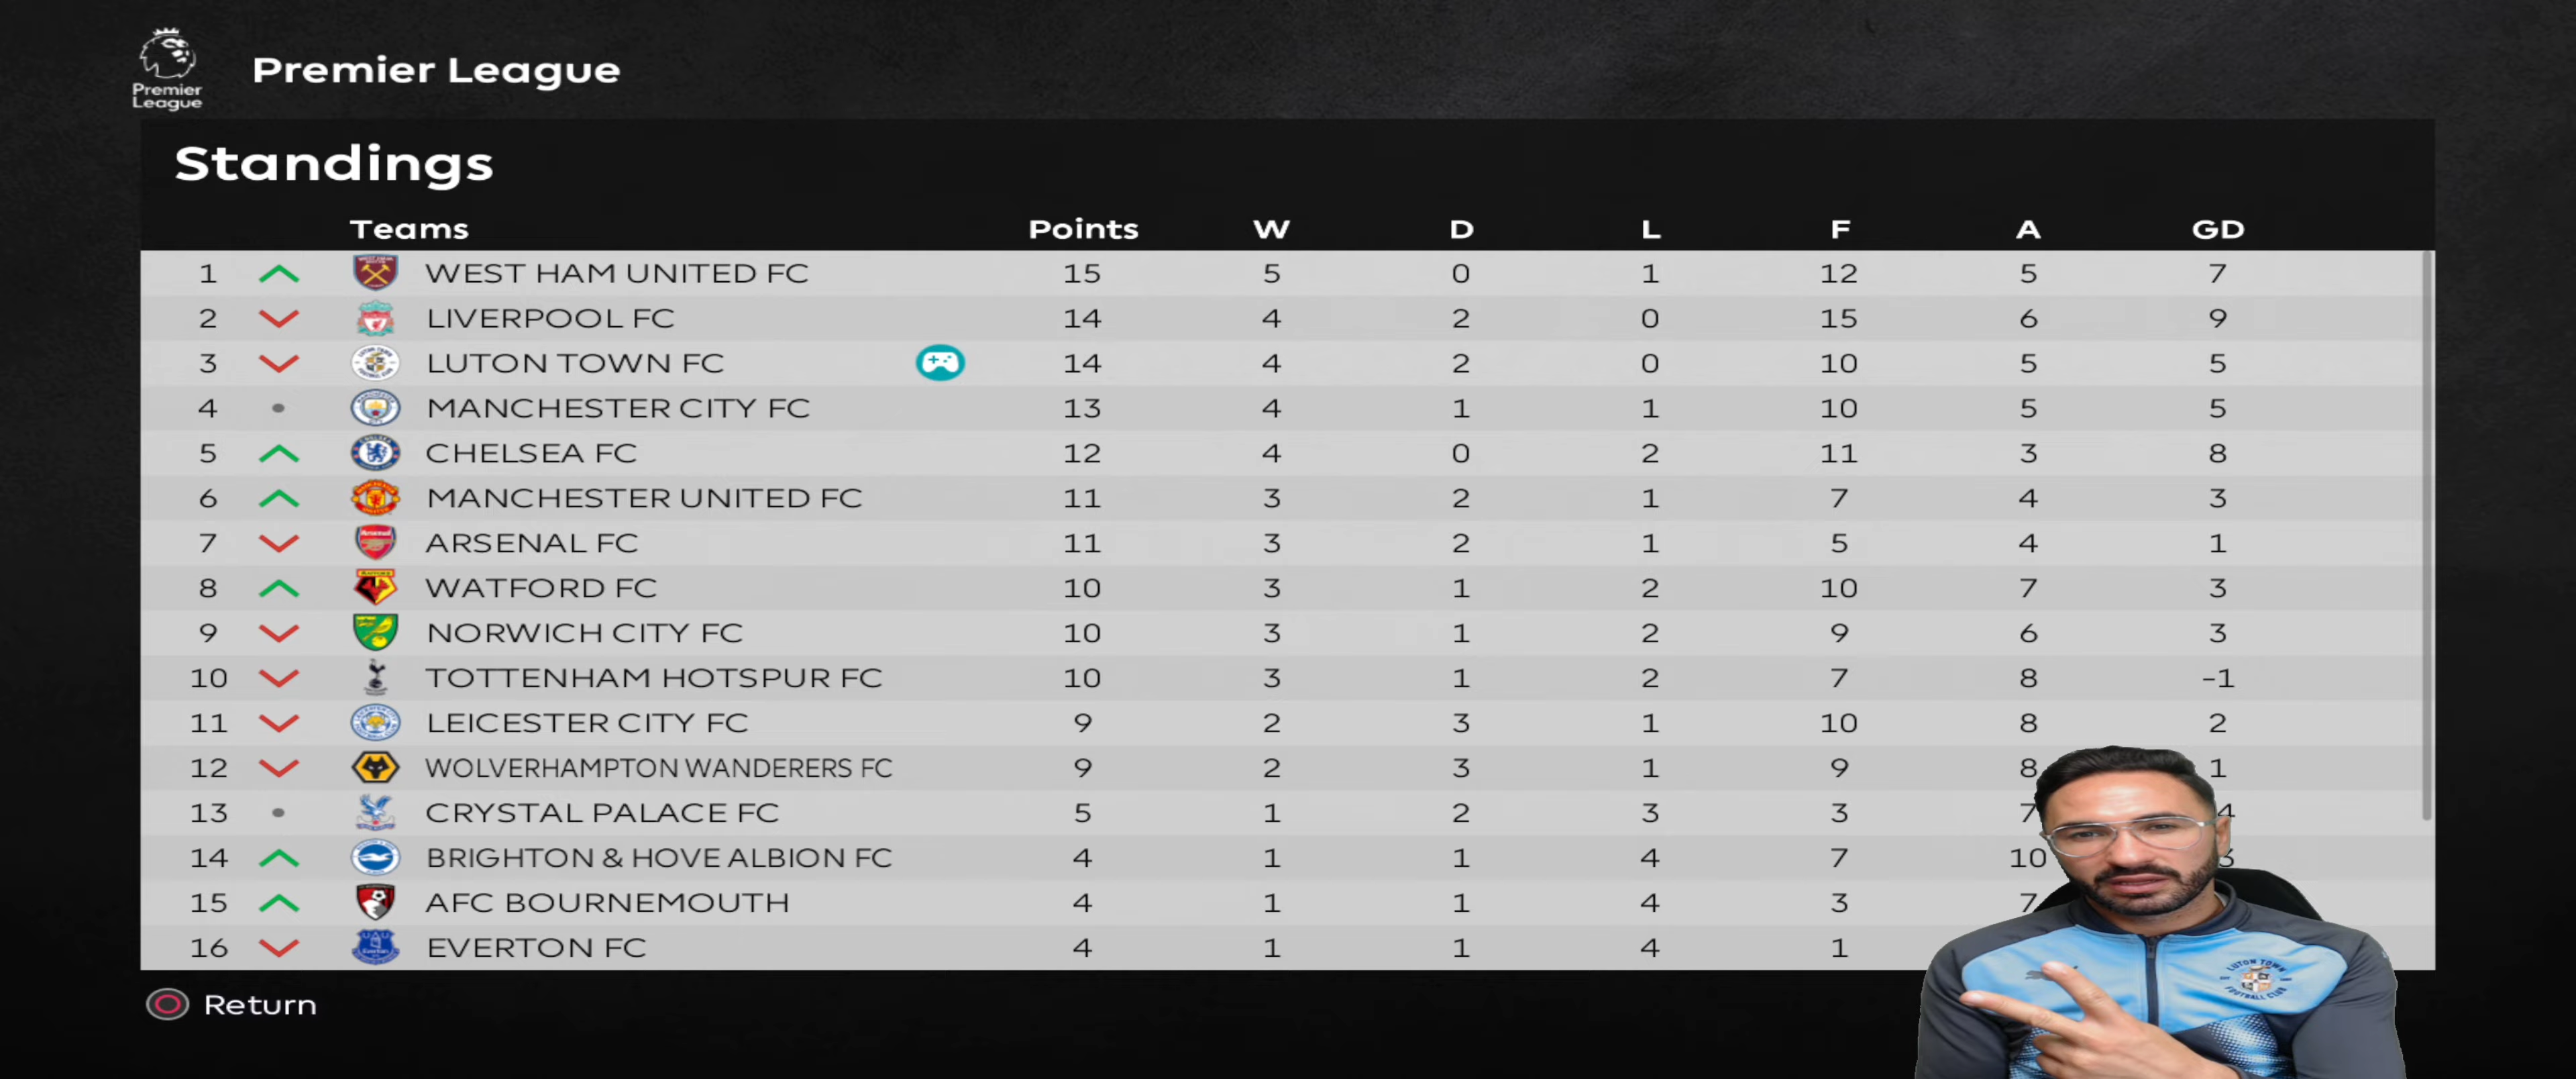 Premier League
Premier League
Standings
Teams Points W D L F A GD
1 WEST HAM UNITED FC 15 5 0 1 12 5 7
2 LIVERPOOL FC 14 4 2 0 15 6 9
3 LUTON TOWN FC 14 4 2 0 10 5 5
4 MANCHESTER CITY FC 13 4 1 1 10 5 5
5 CHELSEA FC 12 4 0 2 11 3 8
6 MANCHESTER UNITED FC 11 3 2 1 7 4 3
7 ARSENAL FC 11 3 2 1 5 4 1
8 WATFORD FC 10 3 1 2 10 7 3
9 NORWICH CITY FC 10 3 1 2 9 6 3
10 TOTTENHAM HOTSPUR FC 10 3 1 2 7 8 -1
11 LEICESTER CITY FC 9 2 3 1 10 8 2
12 WOLVERHAMPTON WANDERERS FC 9 2 3 1 9 8 1
13 CRYSTAL PALACE FC 5 1 2 3 3 7 4
14 BRIGHTON & HOVE ALBION FC 4 1 1 4 7 10 3
15 AFC BOURNEMOUTH 4 1 1 4 3 7
16 EVERTON FC 4 1 1 4 1
Return
LUTON TOWN
FOOTBALL CLUB